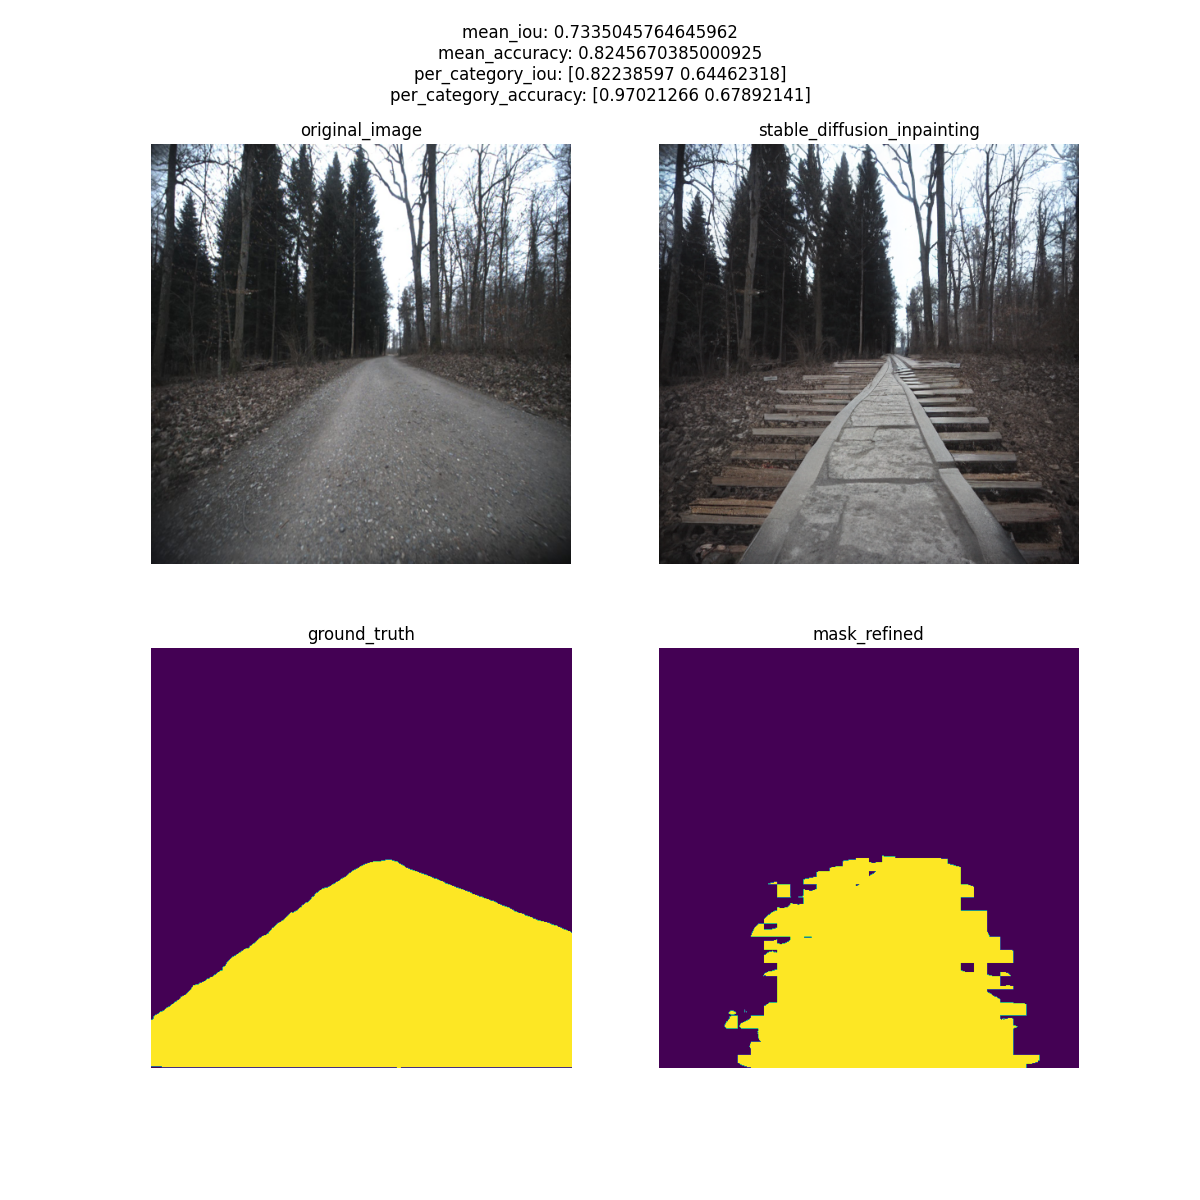 mean_iou: 0.7335045764645962
mean_accuracy: 0.8245670385000925
per_category_iou: [0.82238597 0.64462318]
per_category_accuracy: [0.97021266 0.67892141]
original_image
stable_diffusion_inpainting
ground_truth
mask_refined